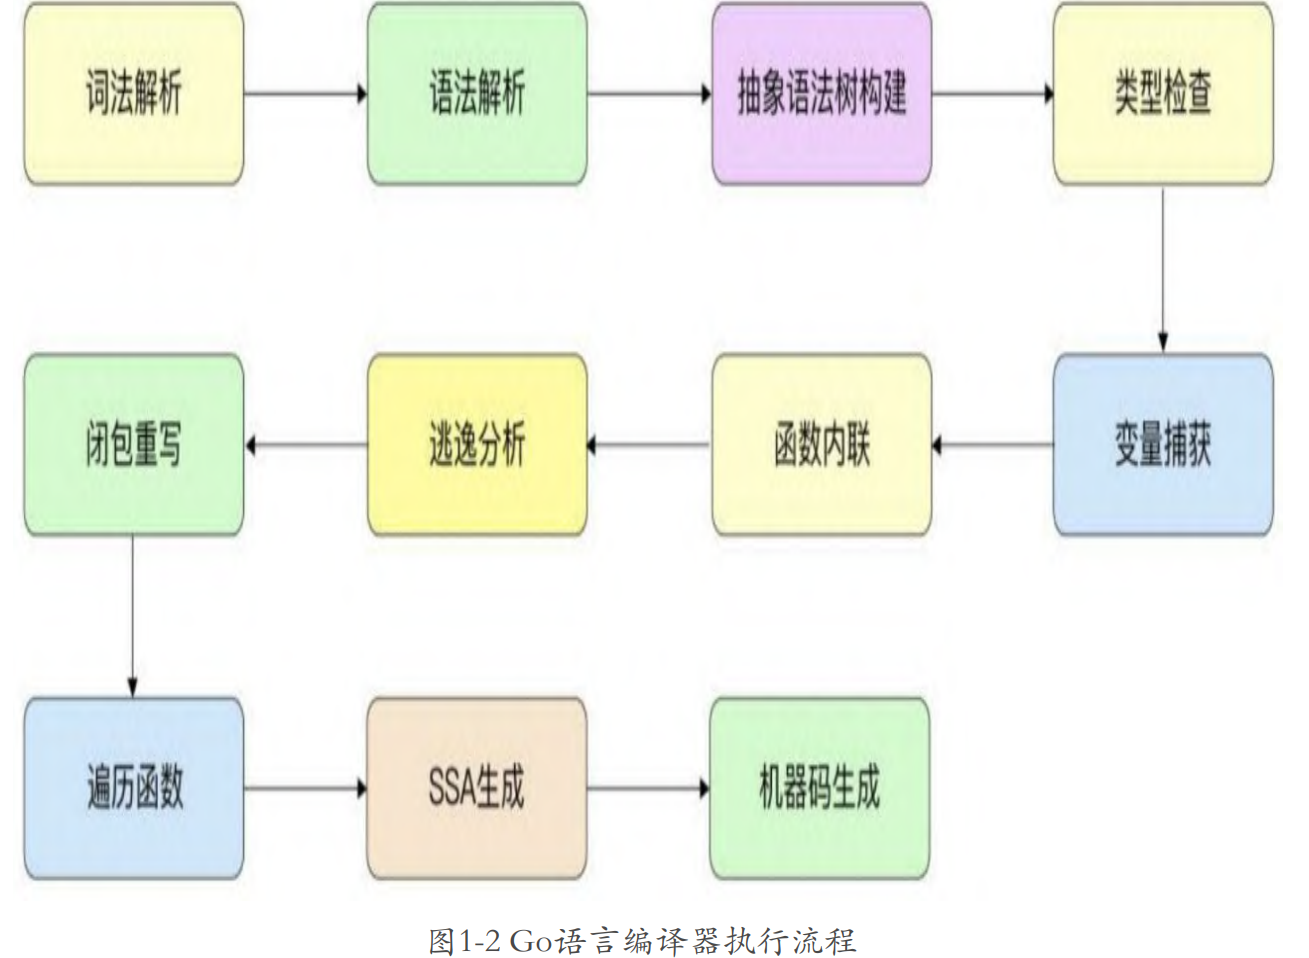 词法解析
语法解析
抽象语法树构建
类型检查
变量捕获
函数内联
逃逸分析
闭包重写
遍历函数
SSA生成
机器码生成
图1-2 Go语言编译器执行流程